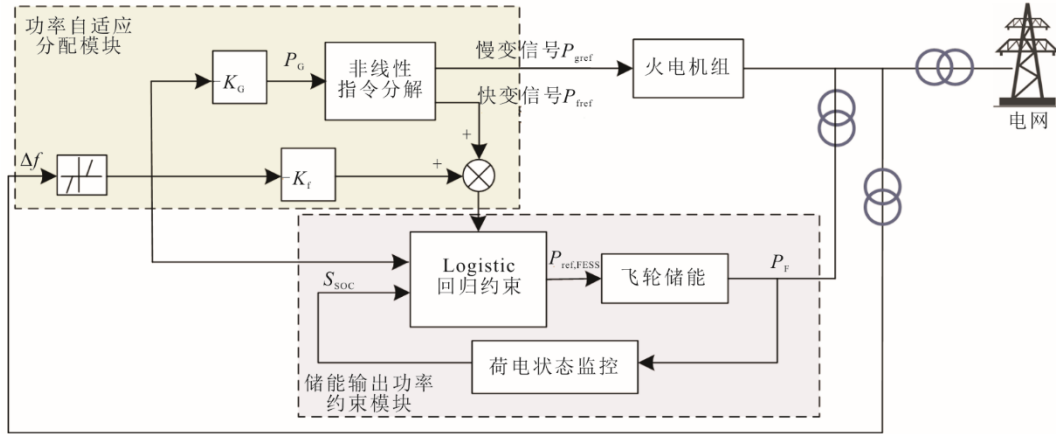 功率自适应
分配模块
P_G
-K_G
非线性
指令分解
慢变信号P_gref
快变信号P_fref
火电机组
电网
Δf
-K_f
+
+
Logistic
回归约束
S_SOC
P_ref,FESS
飞轮储能
P_F
荷电状态监控
储能输出功率
约束模块